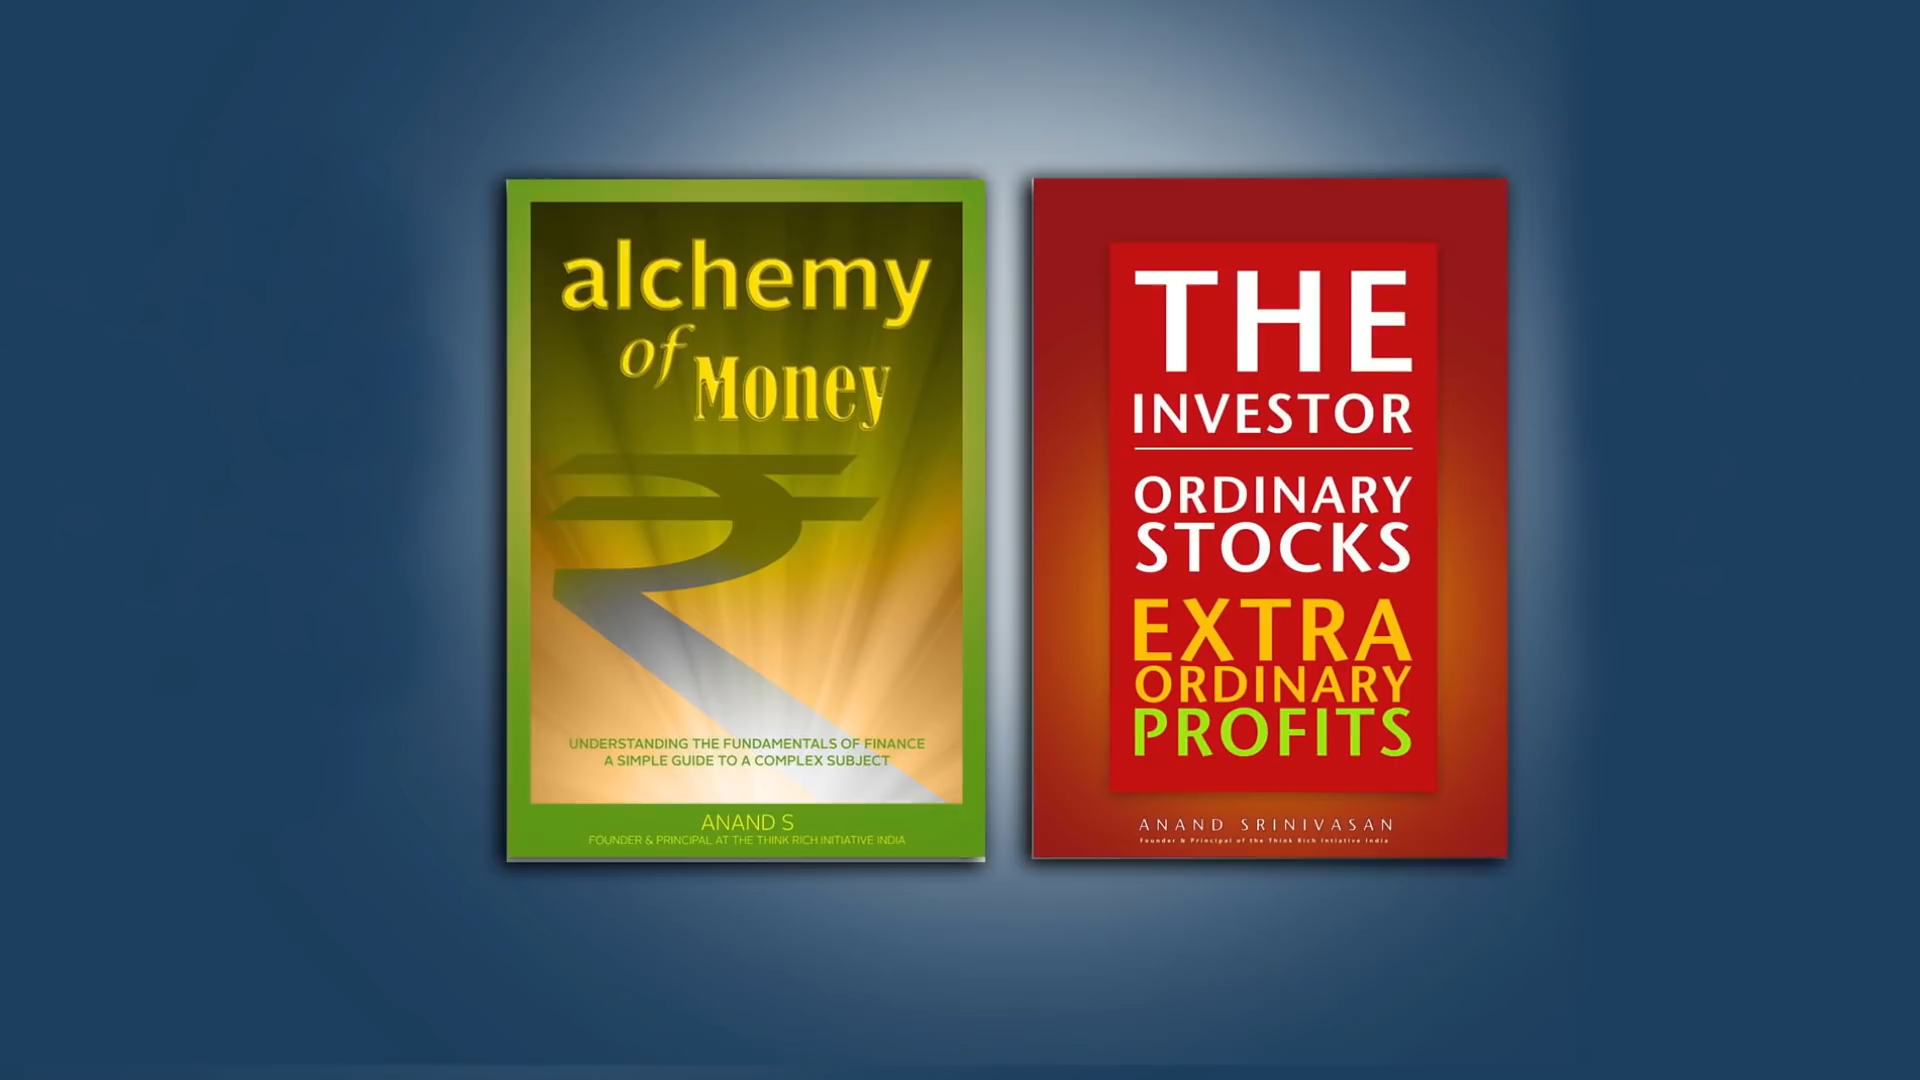 alchemy
of Money
UNDERSTANDING THE FUNDAMENTALS OF FINANCE
A SIMPLE GUIDE TO A COMPLEX SUBJECT
ANAND S
FOUNDER & PRINCIPAL AT THE THINK RICH INITIATIVE INDIA
THE
INVESTOR
ORDINARY
STOCKS
EXTRA
ORDINARY
PROFITS
ANAND SRINIVASAN
Founder & Principal of the Think Rich Intiative India